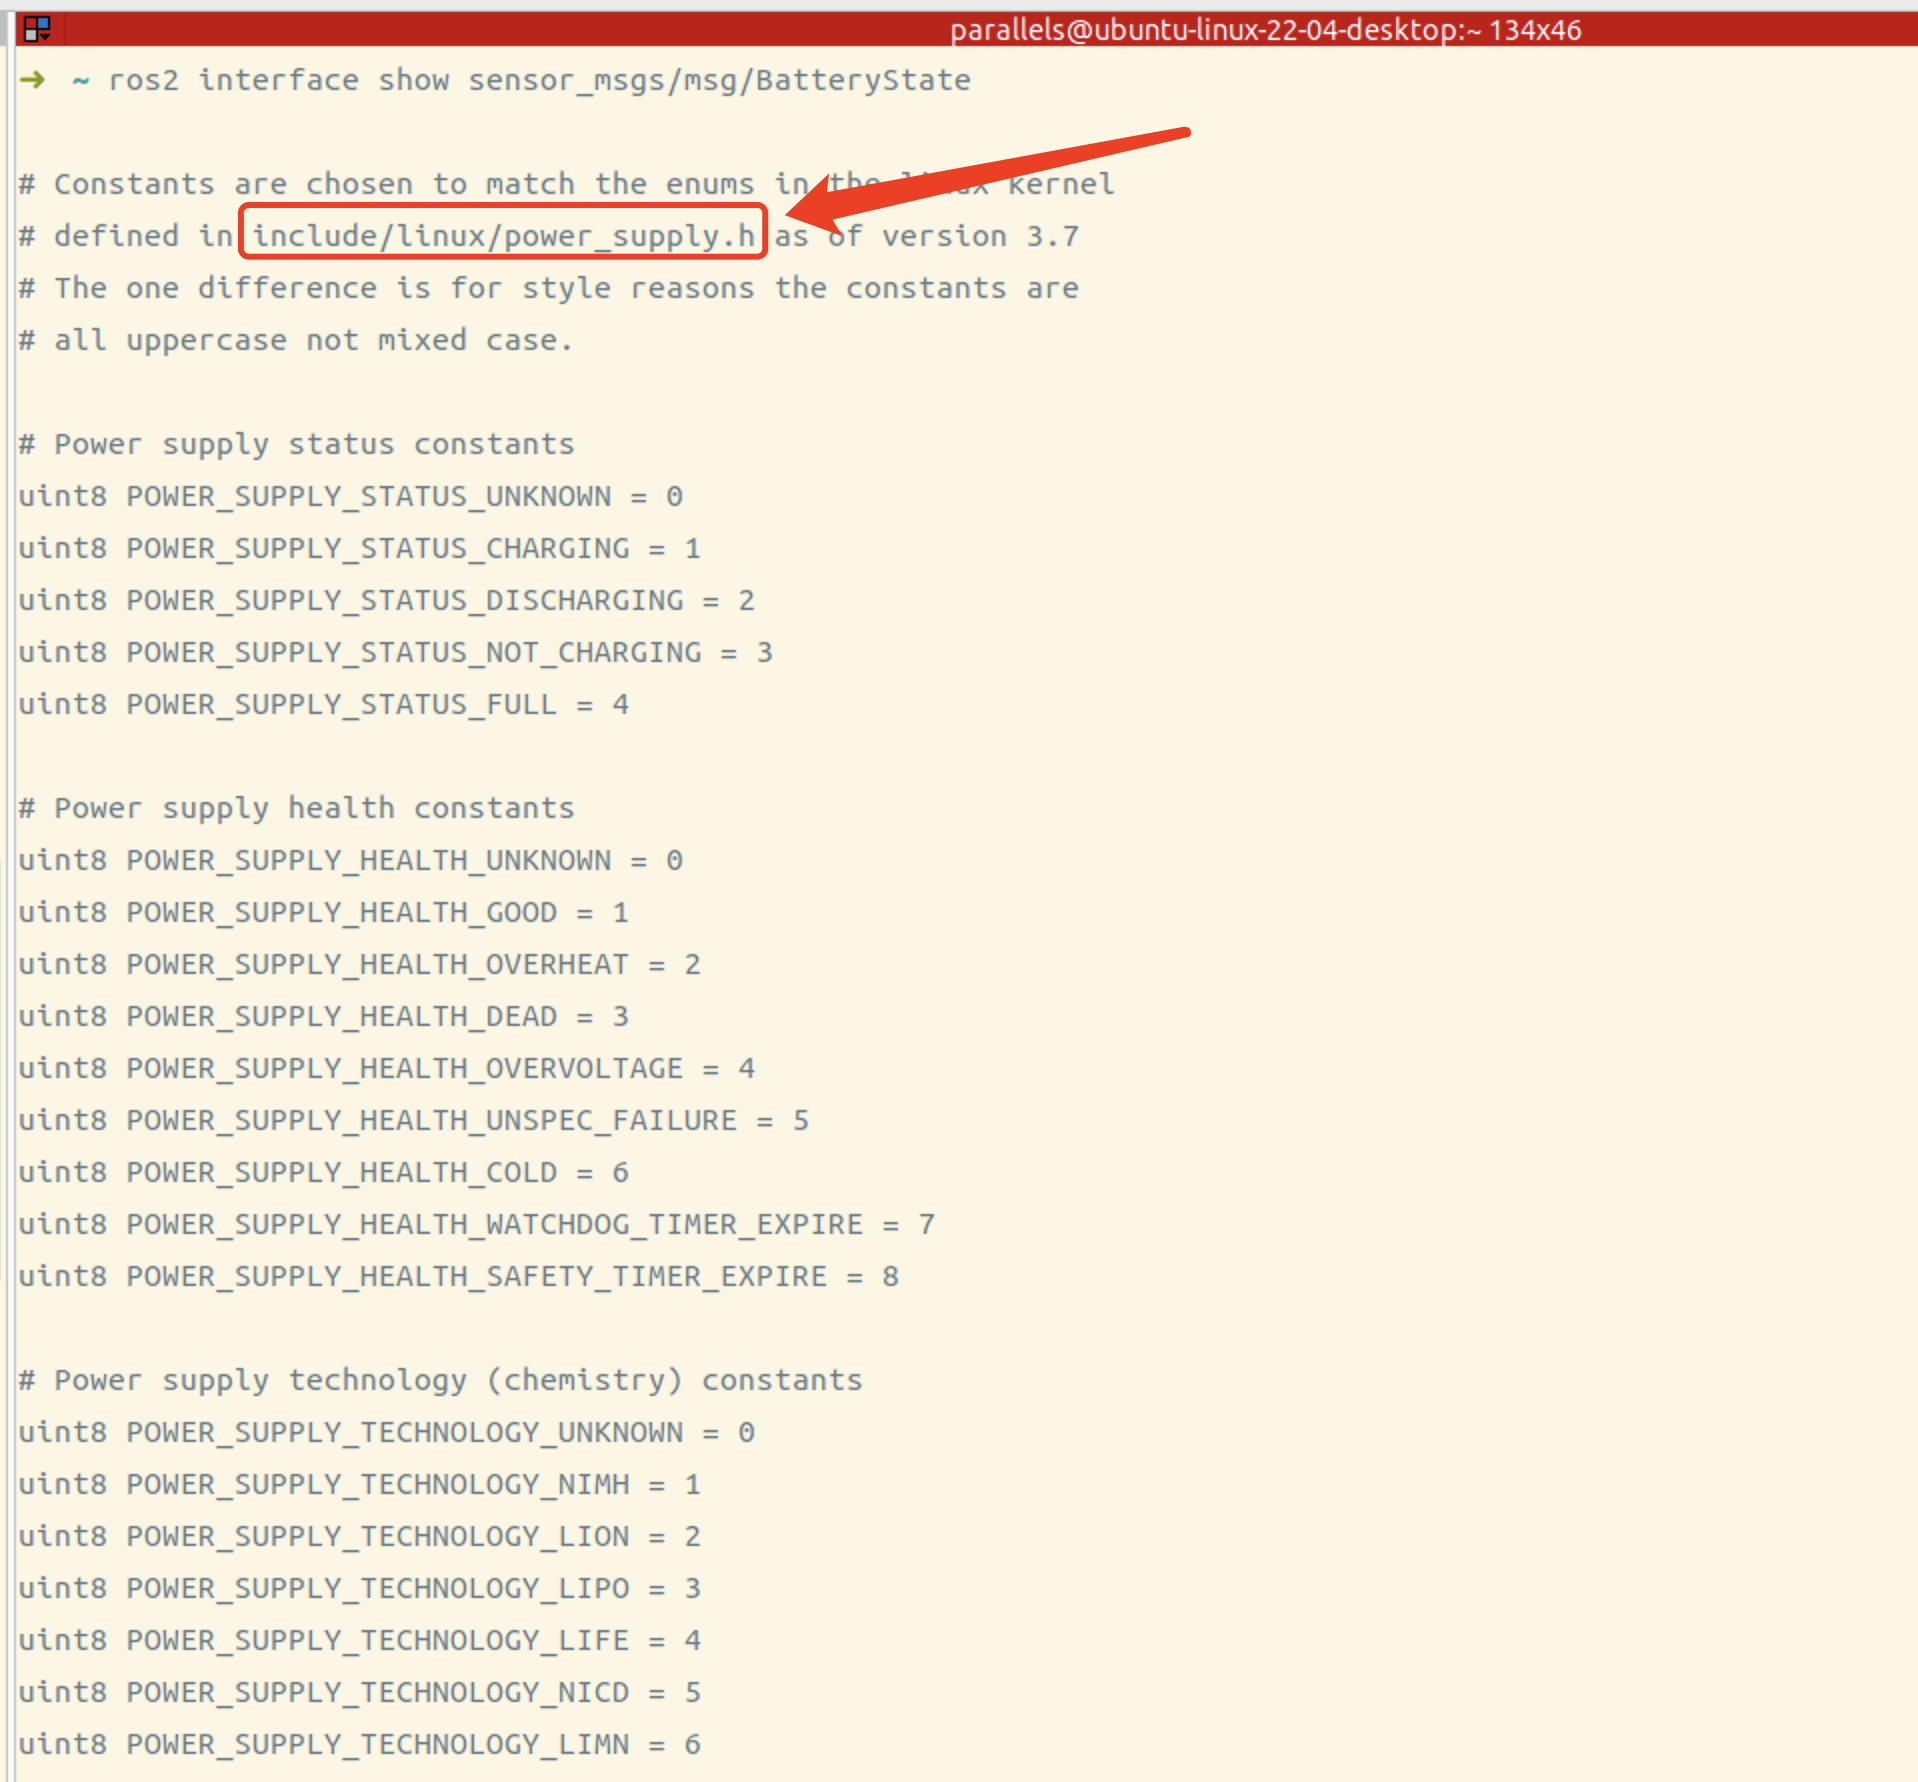 parallels@ubuntu-linux-22-04-desktop:~ 134x46
➜ ~ ros2 interface show sensor_msgs/msg/BatteryState
# Constants are chosen to match the enums in the linux kernel
# defined in include/linux/power_supply.h as of version 3.7
# The one difference is for style reasons the constants are
# all uppercase not mixed case.
# Power supply status constants
uint8 POWER_SUPPLY_STATUS_UNKNOWN = 0
uint8 POWER_SUPPLY_STATUS_CHARGING = 1
uint8 POWER_SUPPLY_STATUS_DISCHARGING = 2
uint8 POWER_SUPPLY_STATUS_NOT_CHARGING = 3
uint8 POWER_SUPPLY_STATUS_FULL = 4
# Power supply health constants
uint8 POWER_SUPPLY_HEALTH_UNKNOWN = 0
uint8 POWER_SUPPLY_HEALTH_GOOD = 1
uint8 POWER_SUPPLY_HEALTH_OVERHEAT = 2
uint8 POWER_SUPPLY_HEALTH_DEAD = 3
uint8 POWER_SUPPLY_HEALTH_OVERVOLTAGE = 4
uint8 POWER_SUPPLY_HEALTH_UNSPEC_FAILURE = 5
uint8 POWER_SUPPLY_HEALTH_COLD = 6
uint8 POWER_SUPPLY_HEALTH_WATCHDOG_TIMER_EXPIRE = 7
uint8 POWER_SUPPLY_HEALTH_SAFETY_TIMER_EXPIRE = 8
# Power supply technology (chemistry) constants
uint8 POWER_SUPPLY_TECHNOLOGY_UNKNOWN = 0
uint8 POWER_SUPPLY_TECHNOLOGY_NIMH = 1
uint8 POWER_SUPPLY_TECHNOLOGY_LION = 2
uint8 POWER_SUPPLY_TECHNOLOGY_LIPO = 3
uint8 POWER_SUPPLY_TECHNOLOGY_LIFE = 4
uint8 POWER_SUPPLY_TECHNOLOGY_NICD = 5
uint8 POWER_SUPPLY_TECHNOLOGY_LIMN = 6